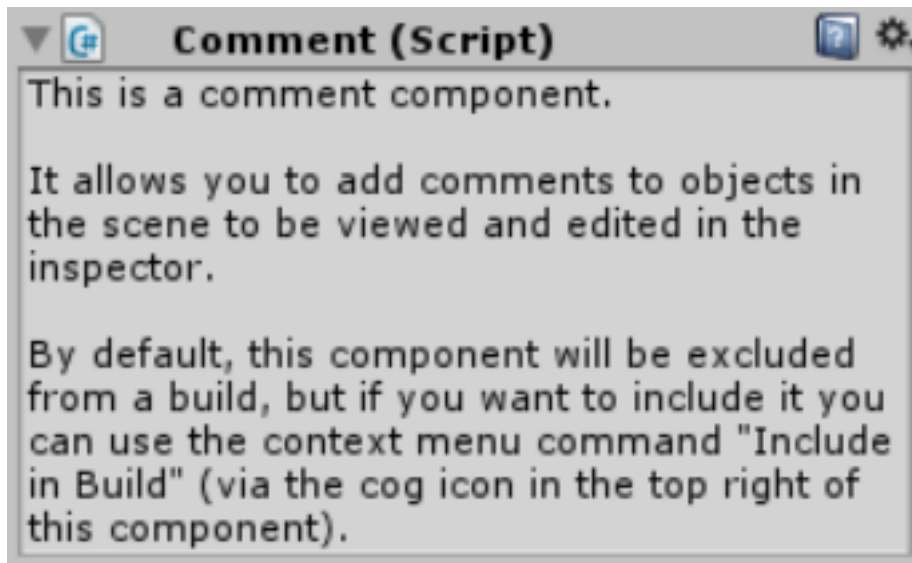 Comment (Script)
This is a comment component.
It allows you to add comments to objects in
the scene to be viewed and edited in the
inspector.
By default, this component will be excluded
from a build, but if you want to include it you
can use the context menu command "Include
in Build" (via the cog icon in the top right of
this component).